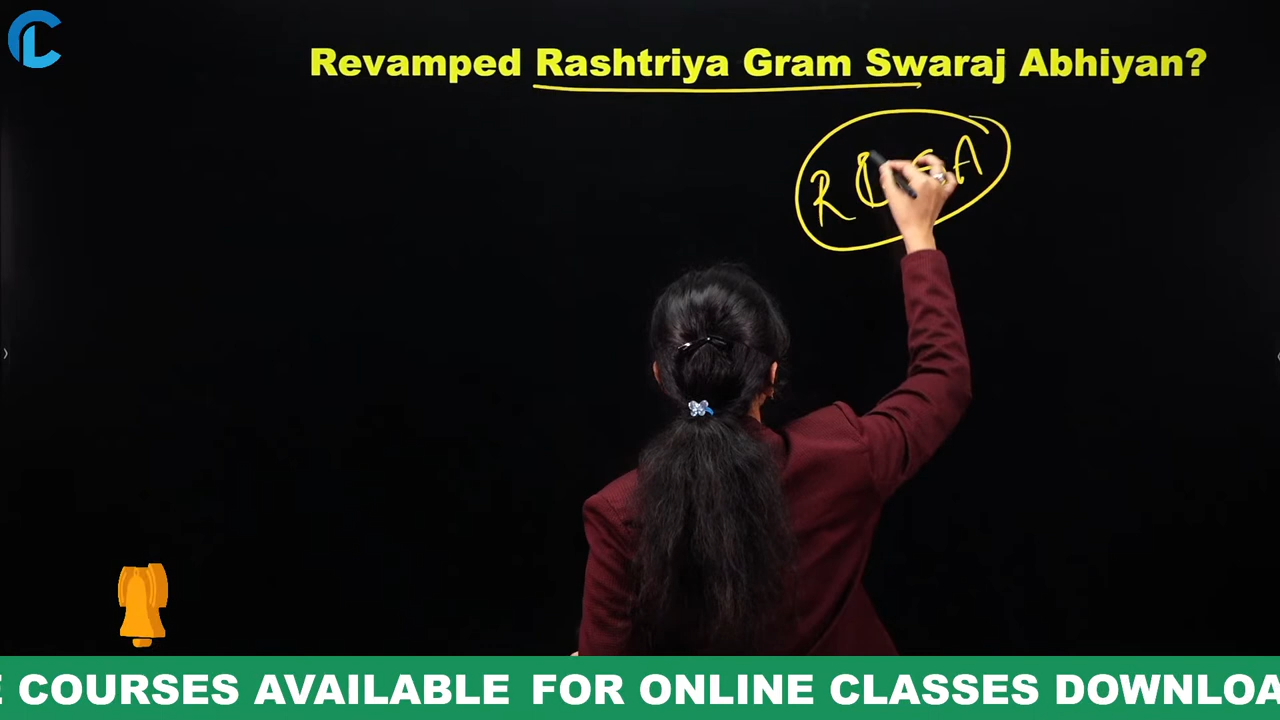 Revamped Rashtriya Gram Swaraj Abhiyan?
R S A
E COURSES AVAILABLE FOR ONLINE CLASSES DOWNLOA